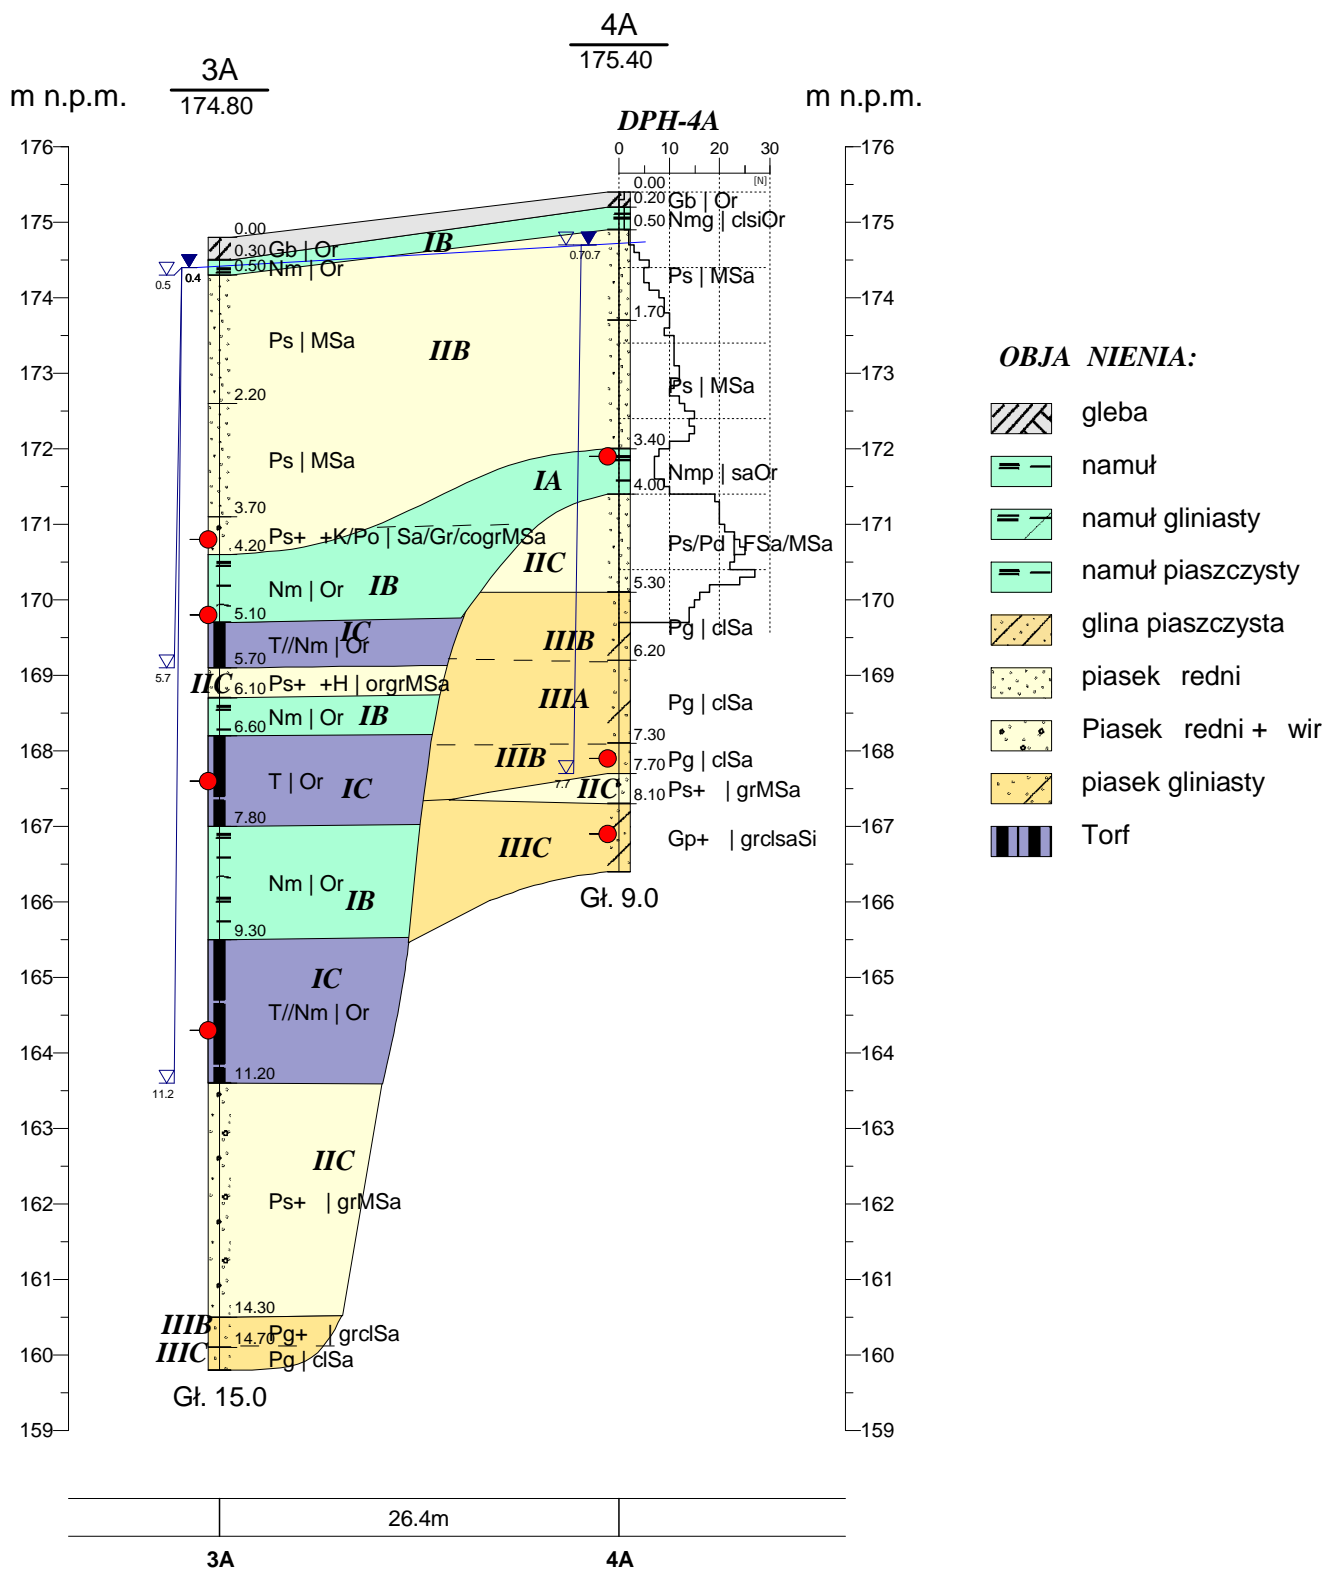 4A
175.40
3A
174.80
m n.p.m.
m n.p.m.
DPH-4A
0 10 20 30
[N]
176
175
174
173
172
171
170
169
168
167
166
165
164
163
162
161
160
159
176
175
174
173
172
171
170
169
168
167
166
165
164
163
162
161
160
159
0.00
0.30
Gb | Or
0.50
Nm | Or
0.5
0.4
Ps | MSa
2.20
Ps | MSa
3.70
Ps+ +K/Po | Sa/Gr/cogrMSa
4.20
Nm | Or
5.10
T//Nm | Or
5.70
5.7
Ps+ +H | orgrMSa
6.10
Nm | Or
6.60
T | Or
7.80
Nm | Or
9.30
T//Nm | Or
11.20
11.2
Ps+ | grMSa
14.30
Pg+ | grclSa
14.70
Pg | clSa
Gł. 15.0
IB
IIB
IA
IB
IC
IIC
IB
IC
IB
IC
IIC
IIIB
IIIC
IIC
IIIB
IIIA
IIIB
IIC
IIIC
0.00
0.20
Gb | Or
0.50
Nmg | clsiOr
0.7
0.7
Ps | MSa
1.70
Ps | MSa
3.40
Nmp | saOr
4.00
Ps/Pd | FSa/MSa
5.30
Pg | clSa
6.20
Pg | clSa
7.30
Pg | clSa
7.70
7.7
Ps+ | grMSa
8.10
Gp+ | grclsaSi
Gł. 9.0
OBJA NIENIA:
gleba
namuł
namuł gliniasty
namuł piaszczysty
glina piaszczysta
piasek redni
Piasek redni + wir
piasek gliniasty
Torf
26.4m
3A
4A